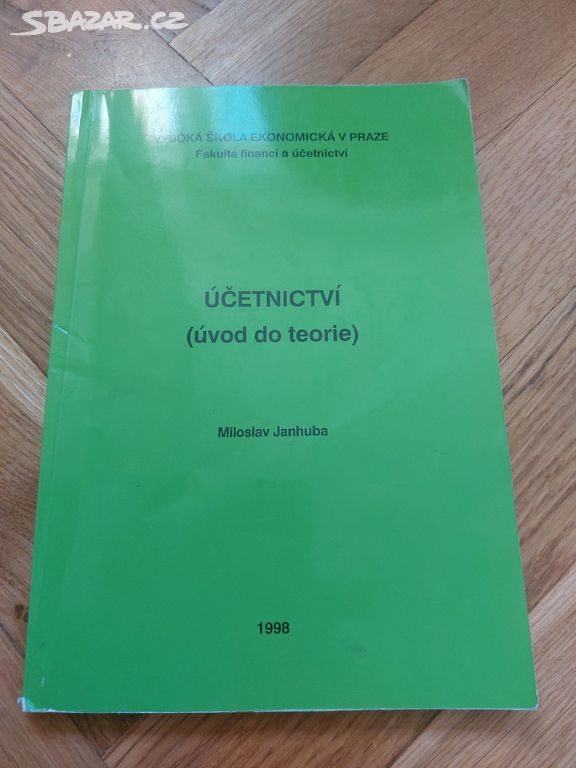 SBAZAR.CZ
VYSOKÁ ŠKOLA EKONOMICKÁ V PRAZE
Fakulta financí a účetnictví
ÚČETNICTVÍ
(úvod do teorie)
Miloslav Janhuba
1998